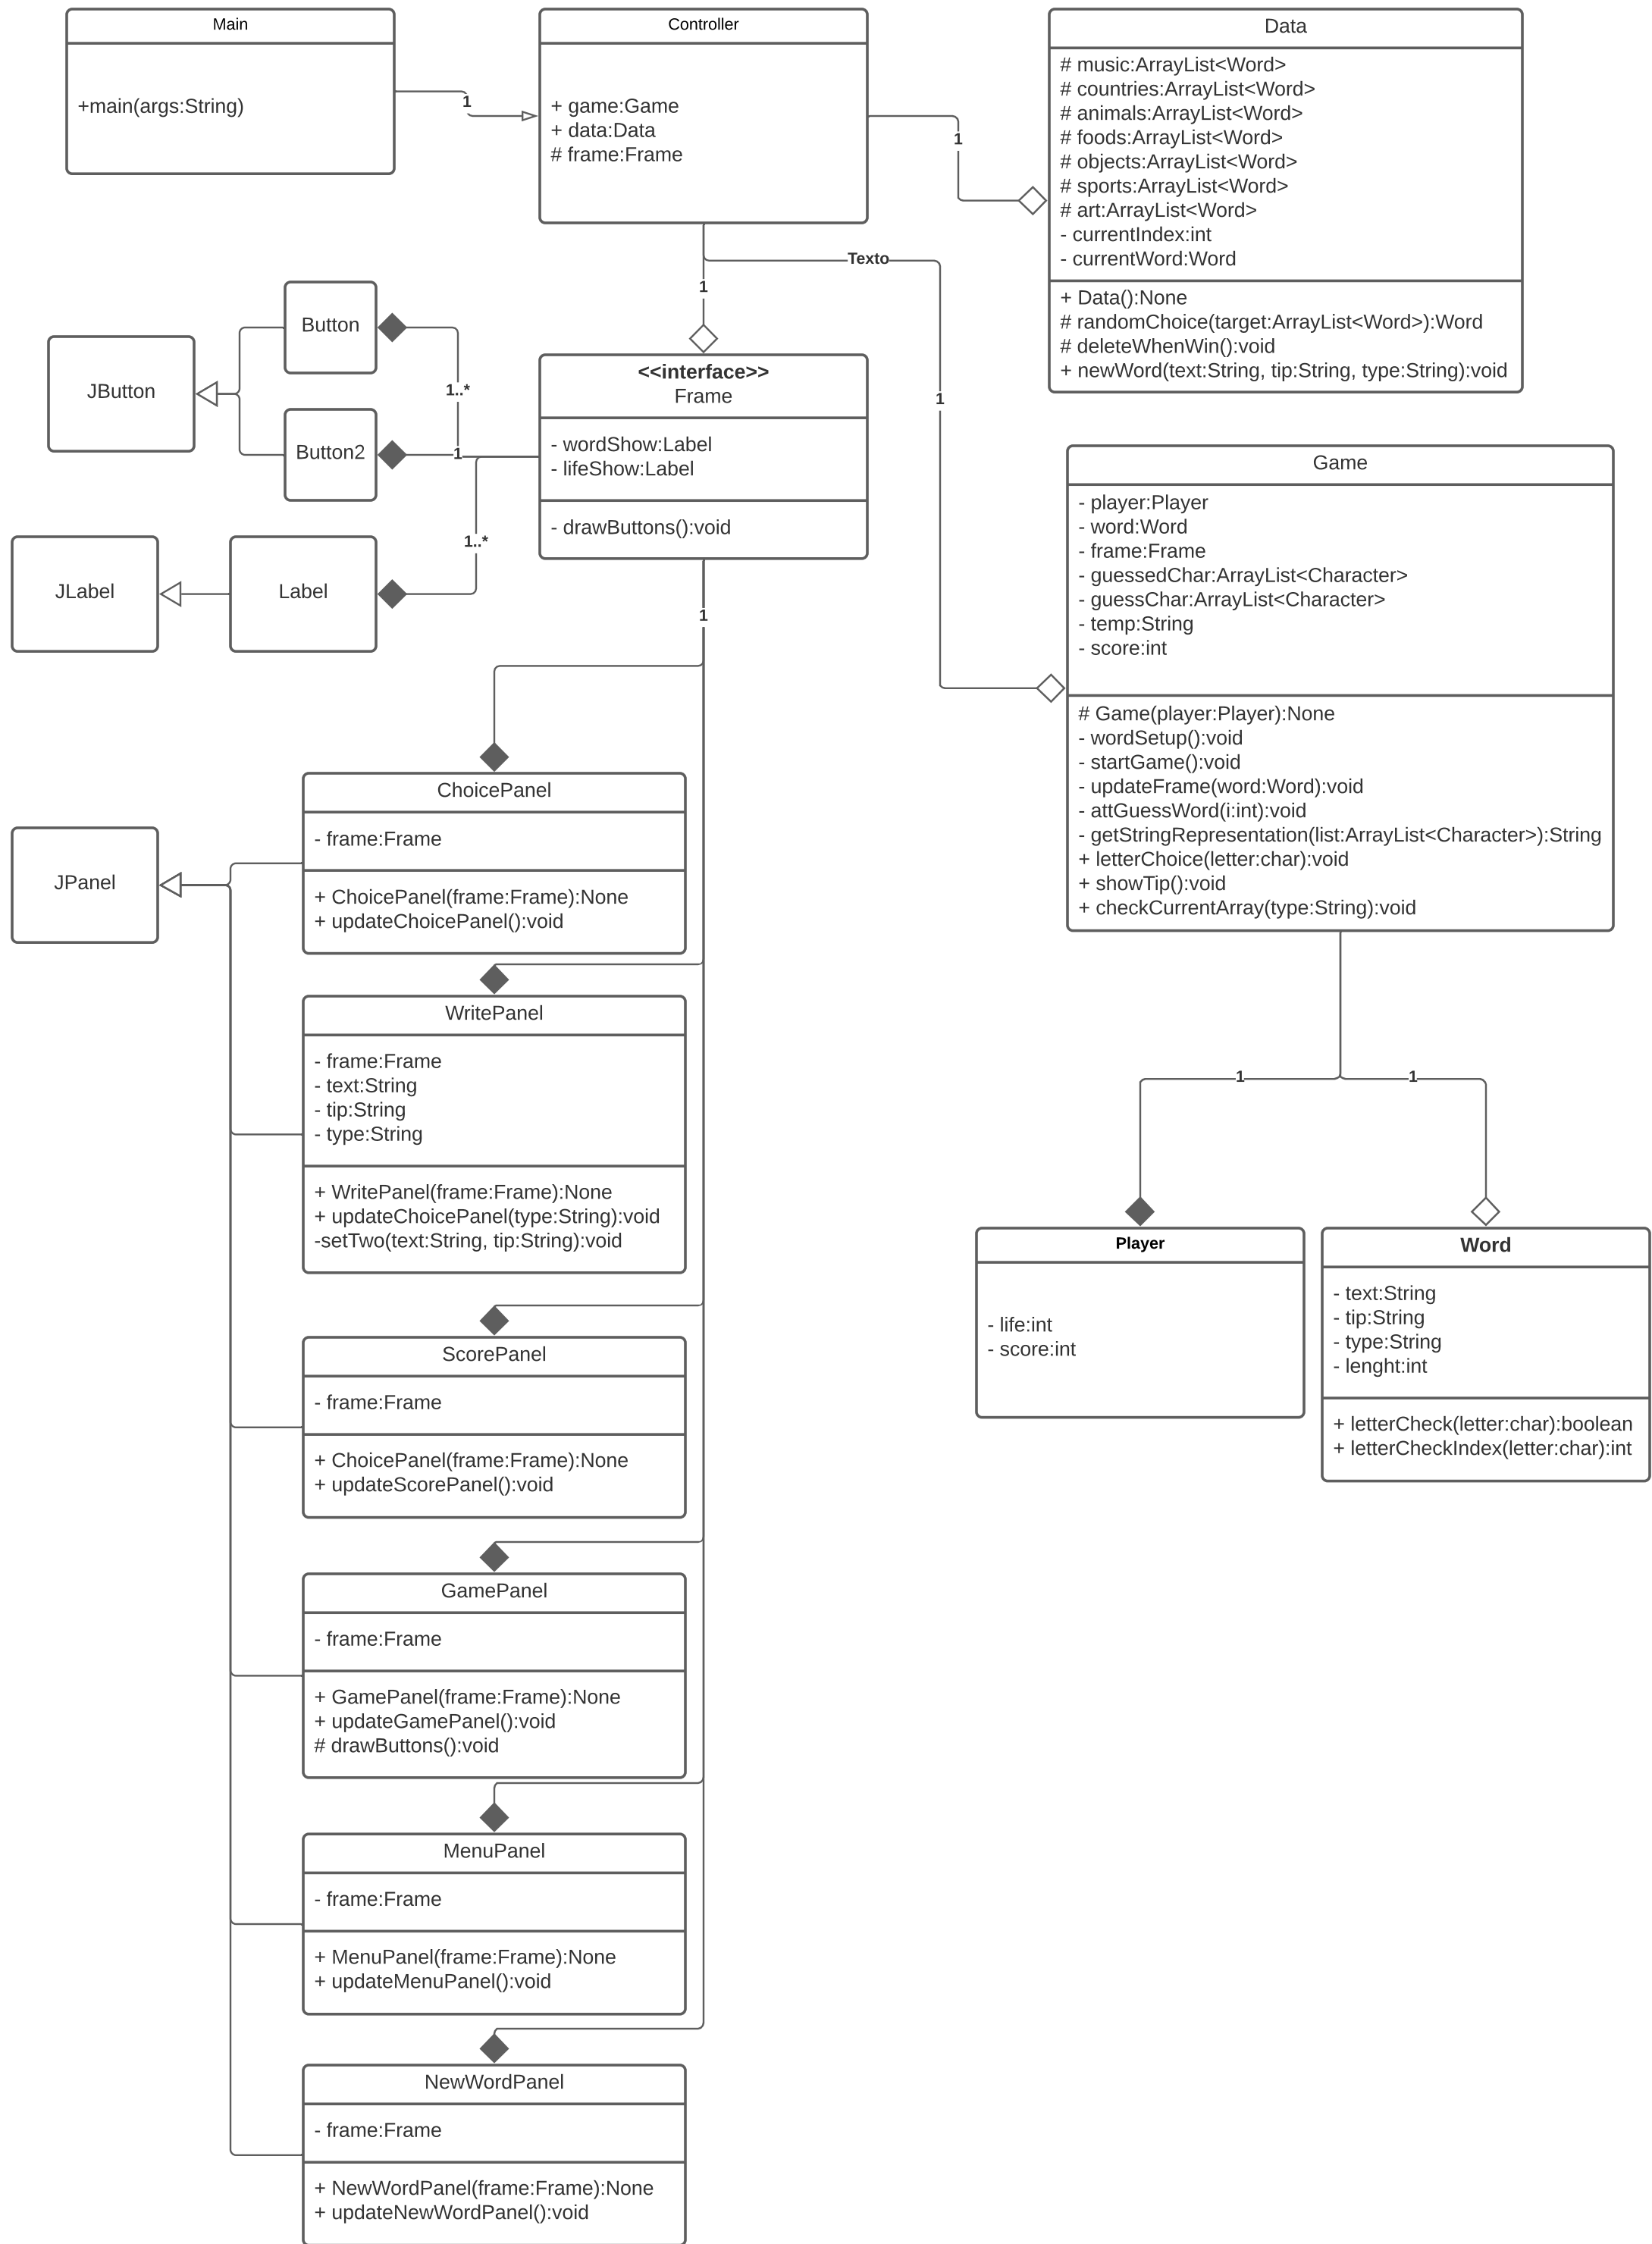 Main
+main(args:String)
1
Controller
+ game:Game
+ data:Data
# frame:Frame
1
Data
# music:ArrayList<Word>
# countries:ArrayList<Word>
# animals:ArrayList<Word>
# foods:ArrayList<Word>
# objects:ArrayList<Word>
# sports:ArrayList<Word>
# art:ArrayList<Word>
- currentIndex:int
- currentWord:Word
+ Data():None
# randomChoice(target:ArrayList<Word>):Word
# deleteWhenWin():void
+ newWord(text:String, tip:String, type:String):void
Texto
1
1
JButton
Button
Button2
1..*
1
<<interface>>
Frame
- wordShow:Label
- lifeShow:Label
- drawButtons():void
JLabel
Label
1..*
1
Game
- player:Player
- word:Word
- frame:Frame
- guessedChar:ArrayList<Character>
- guessChar:ArrayList<Character>
- temp:String
- score:int
# Game(player:Player):None
- wordSetup():void
- startGame():void
- updateFrame(word:Word):void
- attGuessWord(i:int):void
- getStringRepresentation(list:ArrayList<Character>):String
+ letterChoice(letter:char):void
+ showTip():void
+ checkCurrentArray(type:String):void
JPanel
ChoicePanel
- frame:Frame
+ ChoicePanel(frame:Frame):None
+ updateChoicePanel():void
WritePanel
- frame:Frame
- text:String
- tip:String
- type:String
+ WritePanel(frame:Frame):None
+ updateChoicePanel(type:String):void
-setTwo(text:String, tip:String):void
1
1
Player
- life:int
- score:int
Word
- text:String
- tip:String
- type:String
- lenght:int
+ letterCheck(letter:char):boolean
+ letterCheckIndex(letter:char):int
ScorePanel
- frame:Frame
+ ChoicePanel(frame:Frame):None
+ updateScorePanel():void
GamePanel
- frame:Frame
+ GamePanel(frame:Frame):None
+ updateGamePanel():void
# drawButtons():void
MenuPanel
- frame:Frame
+ MenuPanel(frame:Frame):None
+ updateMenuPanel():void
NewWordPanel
- frame:Frame
+ NewWordPanel(frame:Frame):None
+ updateNewWordPanel():void